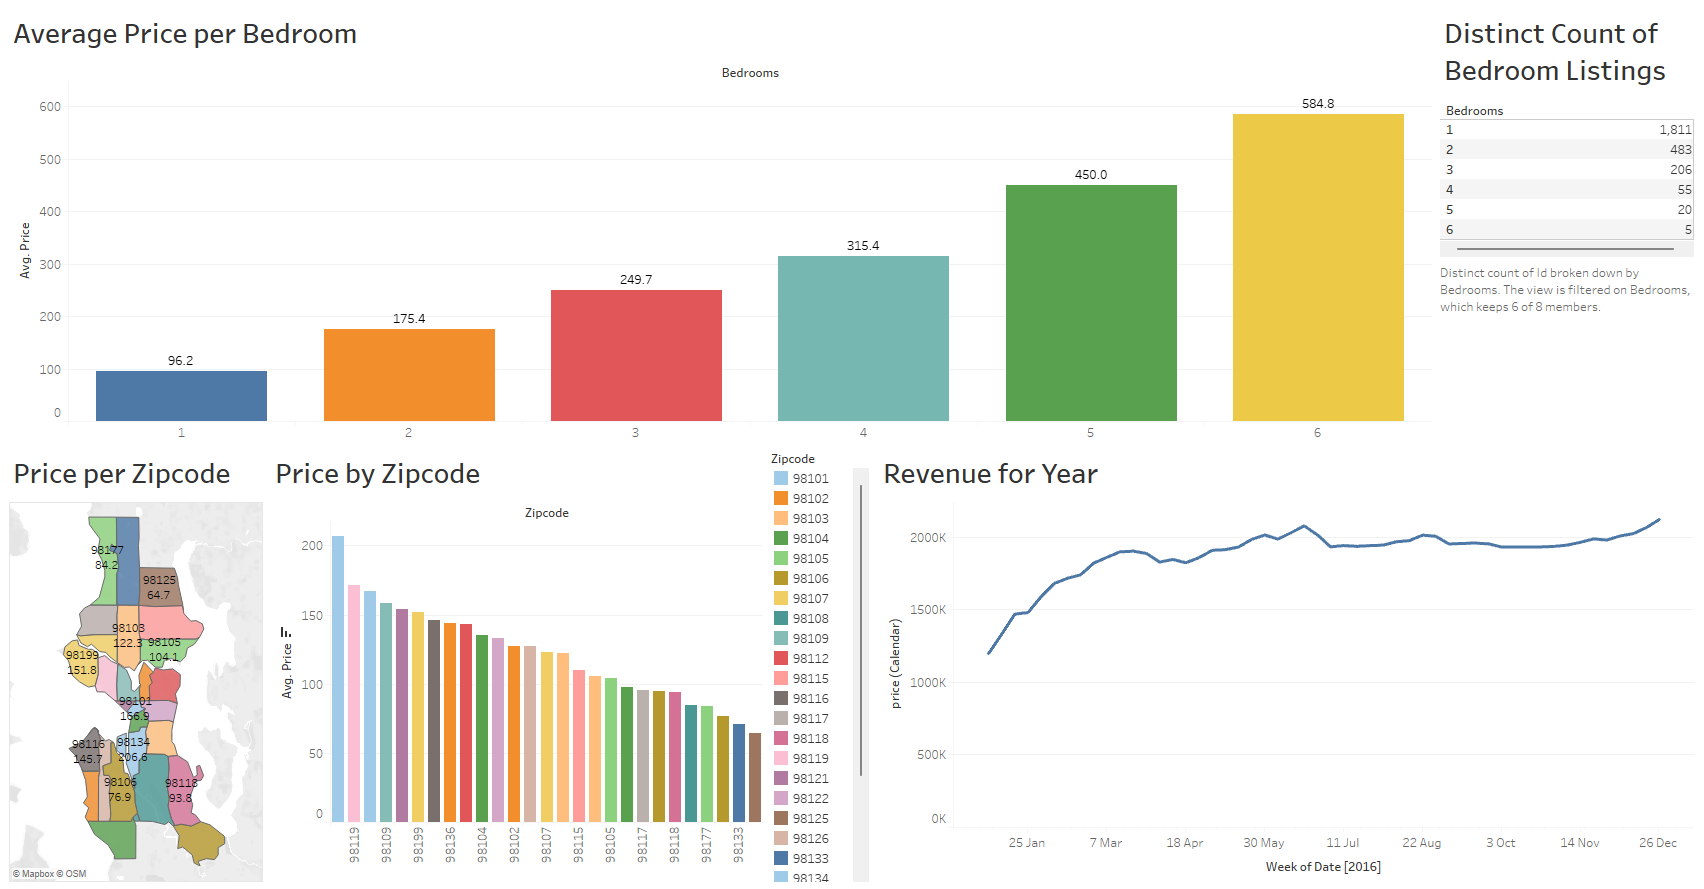 Average Price per Bedroom
Bedrooms
Avg. Price
600
500
400
300
200
100
0
96.2
175.4
249.7
315.4
450.0
584.8
1
2
3
4
5
6
Distinct Count of
Bedroom Listings
Bedrooms
1 1,811
2 483
3 206
4 55
5 20
6 5
Distinct count of Id broken down by
Bedrooms. The view is filtered on Bedrooms,
which keeps 6 of 8 members.
Price per Zipcode
98177
84.2
98125
64.7
98103
122.3
98105
104.1
98199
151.8
98101
166.9
98116
145.7
98134
206.6
98106
76.9
98118
93.8
© Mapbox © OSM
Price by Zipcode
Zipcode
Avg. Price
200
150
100
50
0
98119
98109
98199
98136
98104
98102
98107
98115
98105
98117
98118
98177
98133
Zipcode
98101
98102
98103
98104
98105
98106
98107
98108
98109
98112
98115
98116
98117
98118
98119
98121
98122
98125
98126
98133
98134
Revenue for Year
price (Calendar)
2000K
1500K
1000K
500K
0K
25 Jan
7 Mar
18 Apr
30 May
11 Jul
22 Aug
3 Oct
14 Nov
26 Dec
Week of Date [2016]